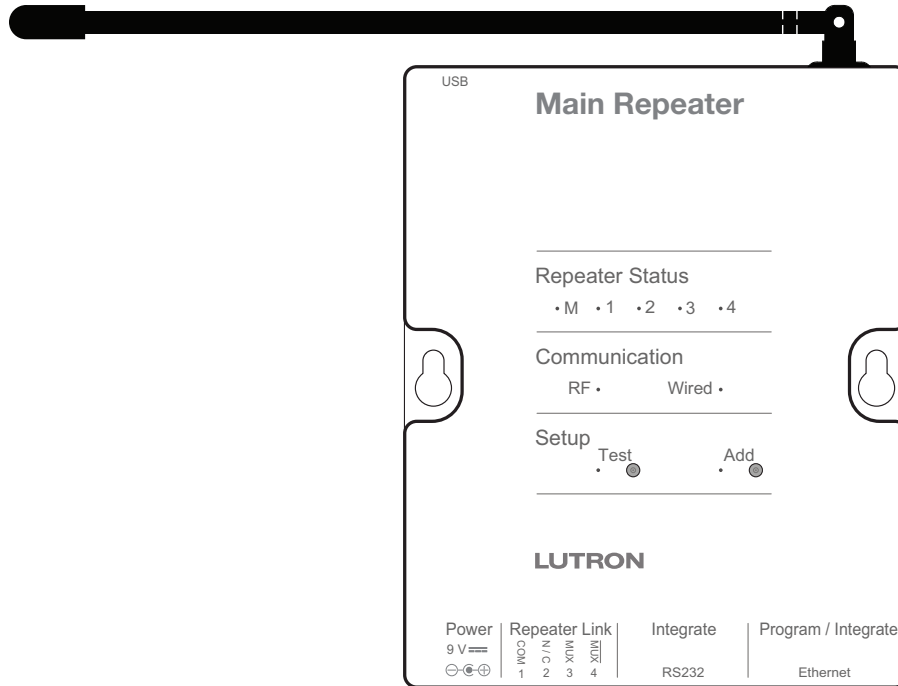 USB
Main Repeater
Repeater Status
• M • 1 • 2 • 3 • 4
Communication
RF • Wired •
Setup
Test Add
LUTRON
Power Repeater Link Integrate Program / Integrate
9 V COM N / C MUX MUX
1 2 3 4 RS232 Ethernet